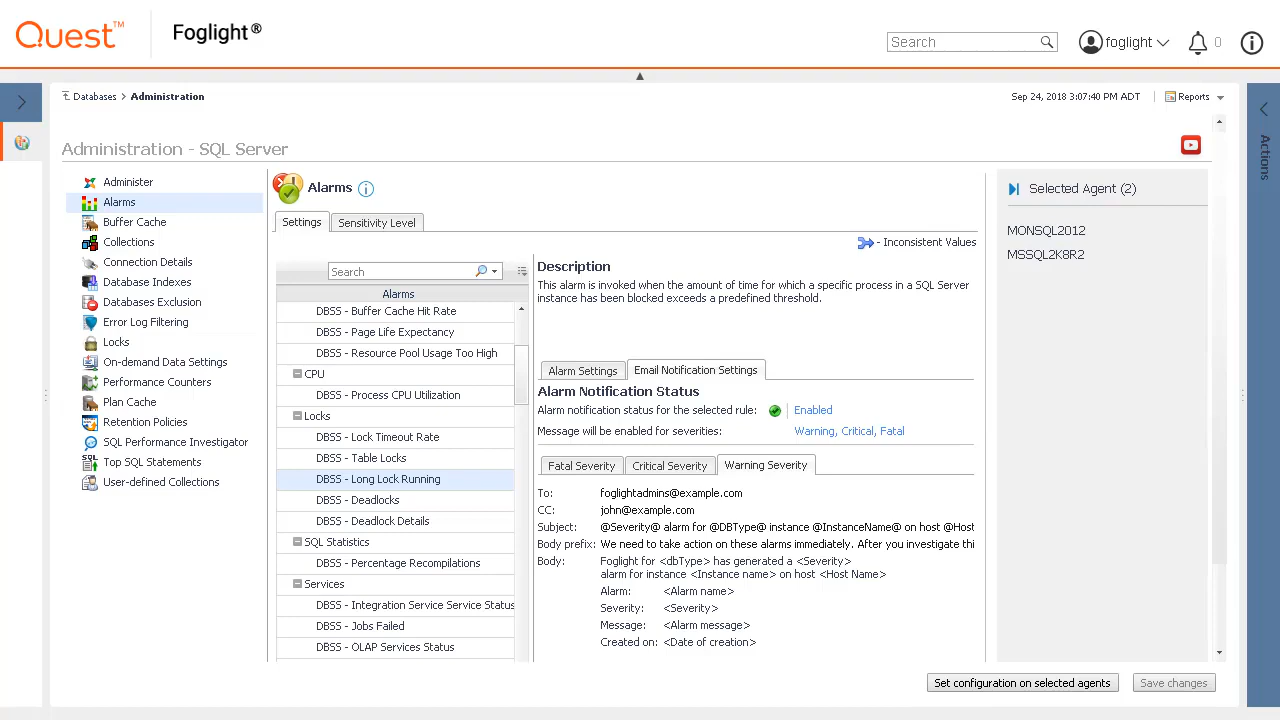 Quest™
Foglight®
Search
foglight
0
Databases > Administration
Sep 24, 2018 3:07:40 PM ADT
Reports
Actions
Administration - SQL Server
Administer
Alarms
Buffer Cache
Collections
Connection Details
Database Indexes
Databases Exclusion
Error Log Filtering
Locks
On-demand Data Settings
Performance Counters
Plan Cache
Retention Policies
SQL Performance Investigator
Top SQL Statements
User-defined Collections
Alarms
Settings
Sensitivity Level
- Inconsistent Values
Search
Alarms
DBSS - Buffer Cache Hit Rate
DBSS - Page Life Expectancy
DBSS - Resource Pool Usage Too High
CPU
DBSS - Process CPU Utilization
Locks
DBSS - Lock Timeout Rate
DBSS - Table Locks
DBSS - Long Lock Running
DBSS - Deadlocks
DBSS - Deadlock Details
SQL Statistics
DBSS - Percentage Recompilations
Services
DBSS - Integration Service Service Status
DBSS - Jobs Failed
DBSS - OLAP Services Status
Description
This alarm is invoked when the amount of time for which a specific process in a SQL Server
instance has been blocked exceeds a predefined threshold.
Alarm Settings
Email Notification Settings
Alarm Notification Status
Alarm notification status for the selected rule: Enabled
Message will be enabled for severities: Warning, Critical, Fatal
Fatal Severity
Critical Severity
Warning Severity
To: foglightadmins@example.com
CC: john@example.com
Subject: @Severity@ alarm for @DBType@ instance @InstanceName@ on host @Host
Body prefix: We need to take action on these alarms immediately. After you investigate thi
Body: Foglight for <dbType> has generated a <Severity>
alarm for instance <Instance name> on host <Host Name>
Alarm: <Alarm name>
Severity: <Severity>
Message: <Alarm message>
Created on: <Date of creation>
Selected Agent (2)
MONSQL2012
MSSQL2K8R2
Set configuration on selected agents
Save changes